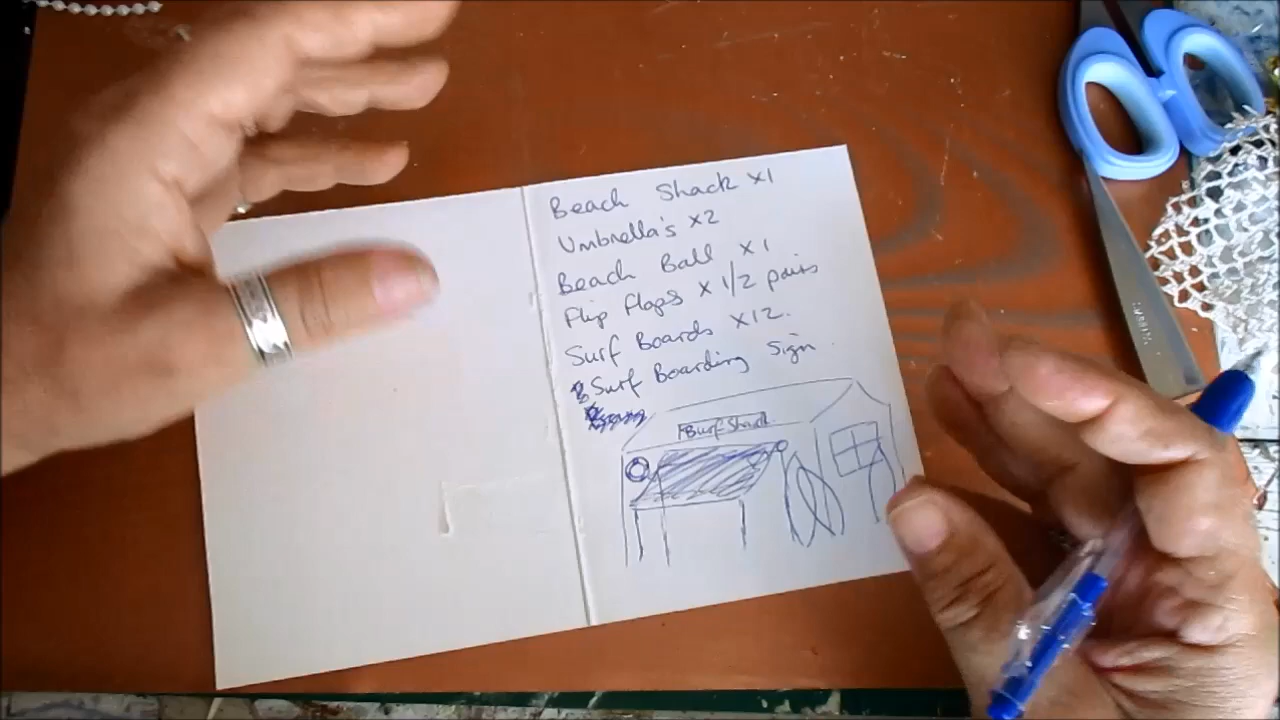 Beach Shack x1
Umbrella's x2
Beach Ball x 1
Flip Flops x 1/2 pairs
Surf Boards x12.
Surf Boarding Sign.
Surf Shack